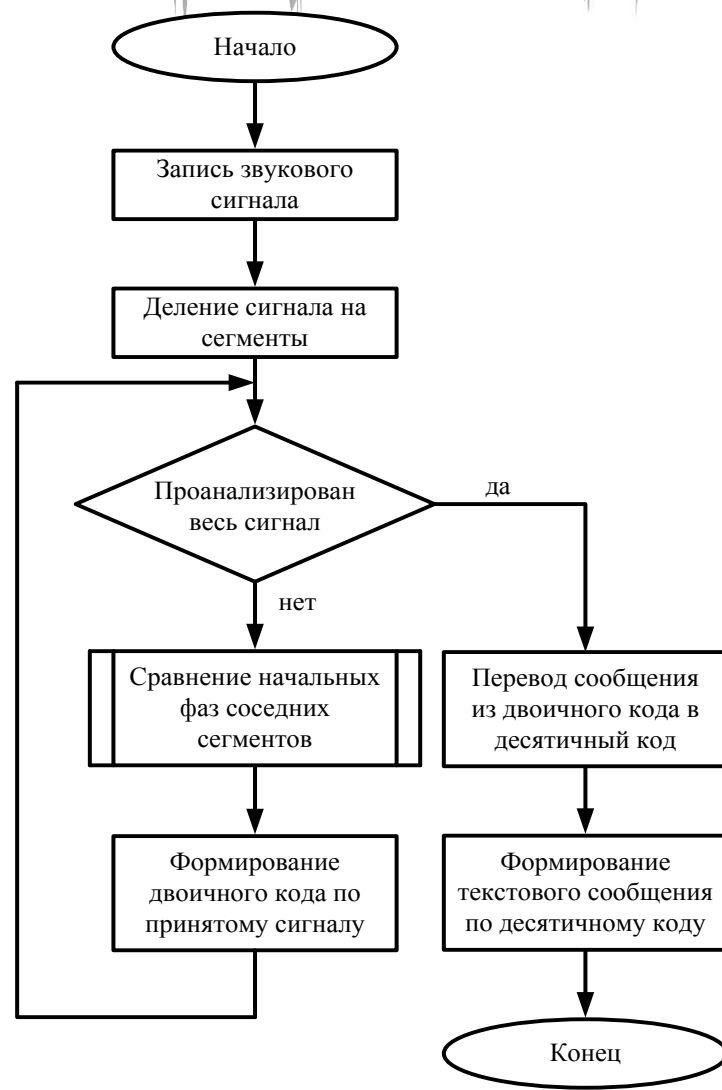 Начало
Запись звукового
сигнала
Деление сигнала на
сегменты
Проанализирован
весь сигнал
да
нет
Сравнение начальных
фаз соседних
сегментов
Перевод сообщения
из двоичного кода в
десятичный код
Формирование
двоичного кода по
принятому сигналу
Формирование
текстового сообщения
по десятичному коду
Конец